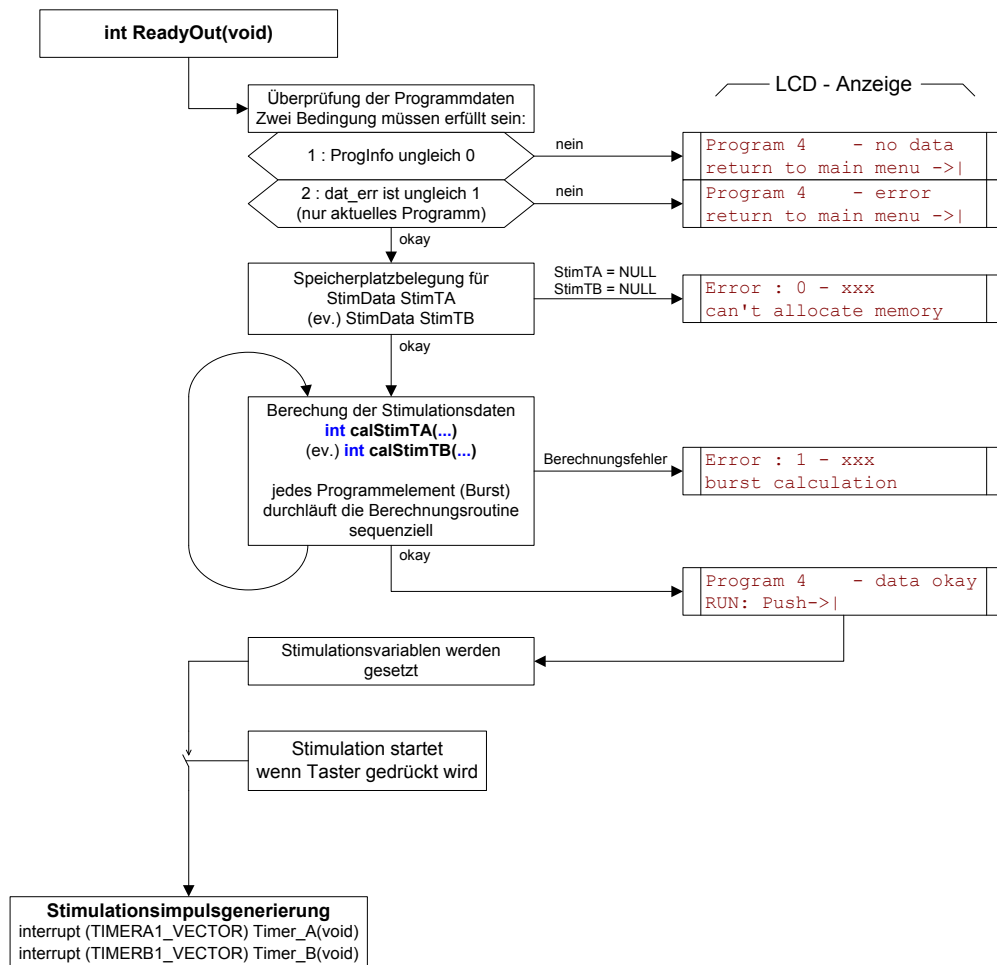 int ReadyOut(void)
LCD - Anzeige
Überprüfung der Programmdaten
Zwei Bedingung müssen erfüllt sein:
1 : ProgInfo ungleich 0
nein
Program 4    - no data
return to main menu ->|
2 : dat_err ist ungleich 1
(nur aktuelles Programm)
nein
Program 4    - error
return to main menu ->|
okay
Speicherplatzbelegung für
StimData StimTA
(ev.) StimData StimTB
StimTA = NULL
StimTB = NULL
Error : 0 - xxx
can't allocate memory
okay
Berechung der Stimulationsdaten
int calStimTA(...)
(ev.) int calStimTB(...)
jedes Programmelement (Burst)
durchläuft die Berechnungsroutine
sequenziell
Berechnungsfehler
Error : 1 - xxx
burst calculation
okay
Program 4    - data okay
RUN: Push->|
Stimulationsvariablen werden
gesetzt
Stimulation startet
wenn Taster gedrückt wird
Stimulationsimpulsgenerierung
interrupt (TIMERA1_VECTOR) Timer_A(void)
interrupt (TIMERB1_VECTOR) Timer_B(void)